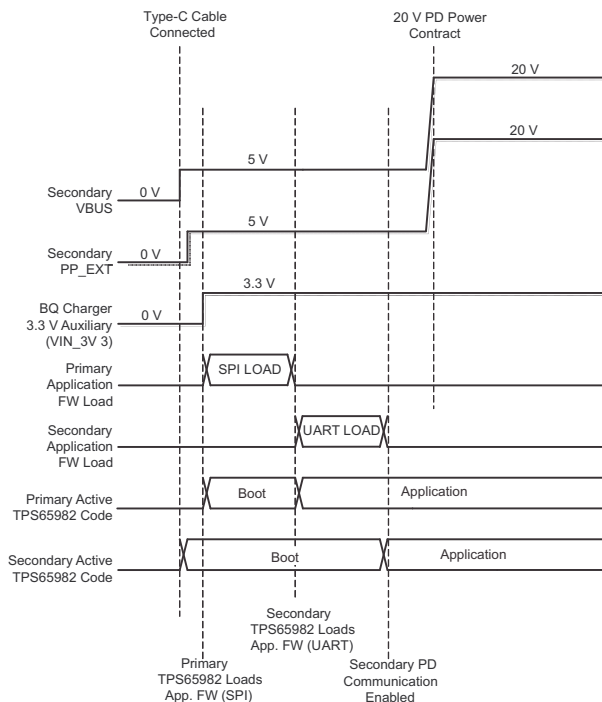 Type-C Cable
Connected
20 V PD Power
Contract
20 V
20 V
5 V
Secondary
VBUS
0 V
5 V
Secondary
PP_EXT
0 V
3.3 V
BQ Charger
3.3 V Auxiliary
(VIN_3V 3)
0 V
Primary
Application
FW Load
SPI LOAD
Secondary
Application
FW Load
UART LOAD
Primary Active
TPS65982 Code
Boot
Application
Secondary Active
TPS65982 Code
Boot
Application
Secondary
TPS65982 Loads
App. FW (UART)
Primary
TPS65982 Loads
App. FW (SPI)
Secondary PD
Communication
Enabled